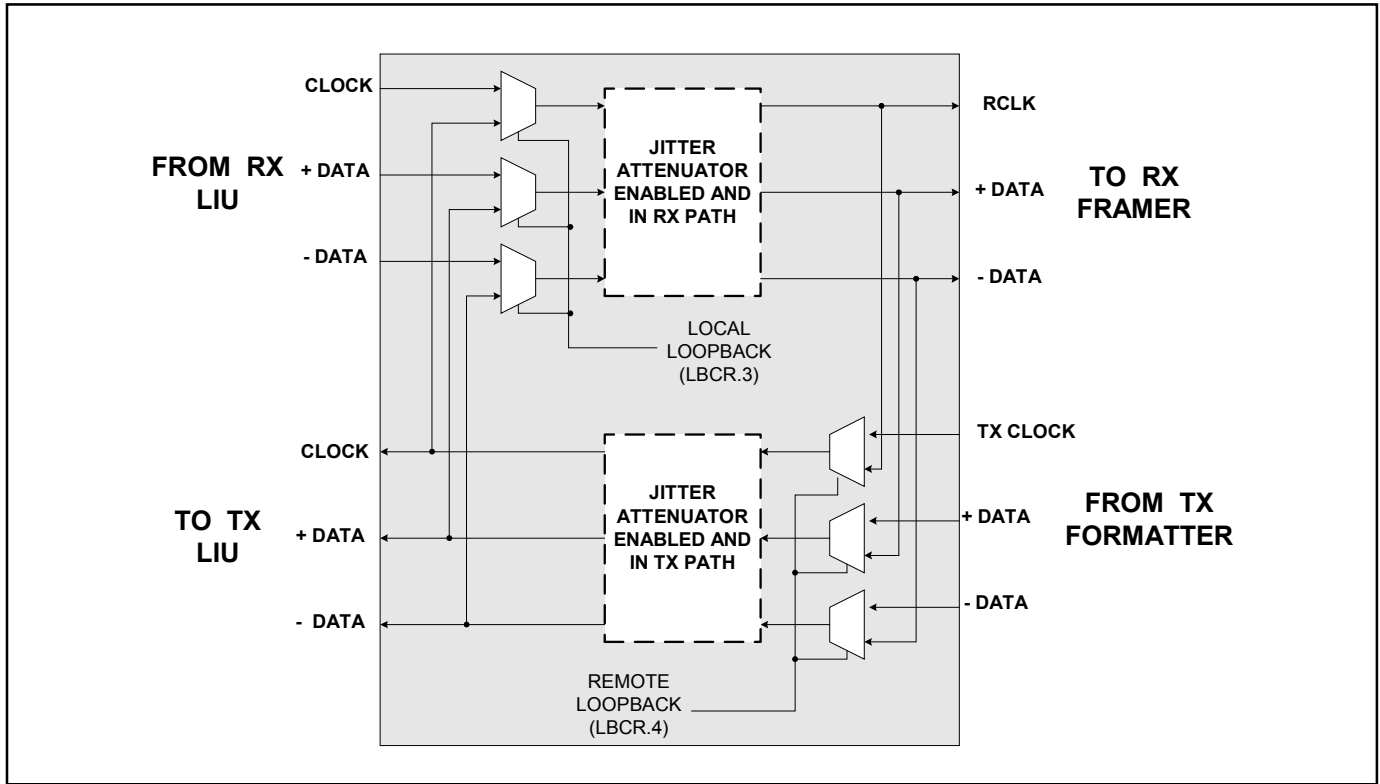 CLOCK
RCLK
FROM RX
LIU
+ DATA
JITTER
ATTENUATOR
ENABLED AND
IN RX PATH
+ DATA
TO RX
FRAMER
- DATA
- DATA
LOCAL
LOOPBACK
(LBCR.3)
CLOCK
TX CLOCK
TO TX
LIU
+ DATA
JITTER
ATTENUATOR
ENABLED AND
IN TX PATH
+ DATA
FROM TX
FORMATTER
- DATA
- DATA
REMOTE
LOOPBACK
(LBCR.4)